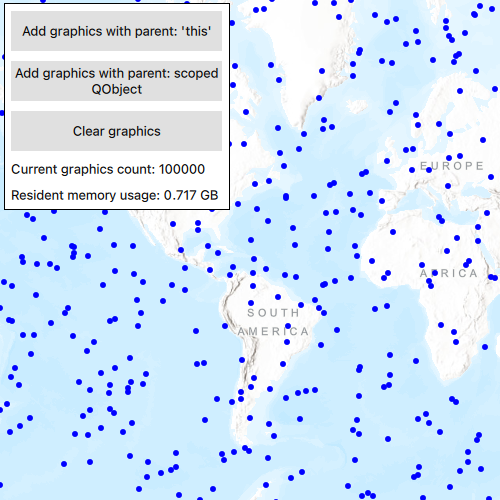 Add graphics with parent: 'this'
Add graphics with parent: scoped
QObject
Clear graphics
Current graphics count: 100000
Resident memory usage: 0.717 GB
EUROPE
AFRICA
SOUTH
AMERICA